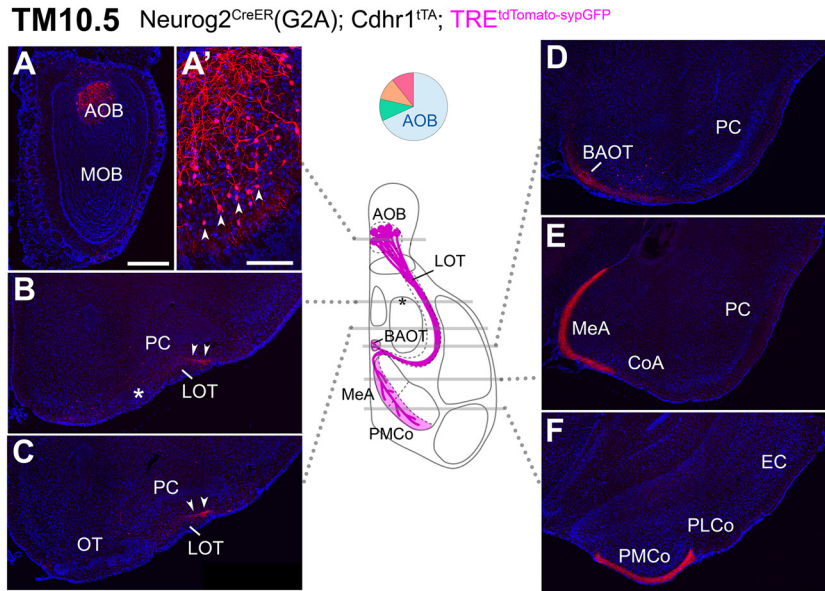 TM10.5 Neurog2CreER(G2A); Cdhr1tTA; TREtdTomato-sypGFP
A
AOB
MOB
A'
AOB
D
BAOT
PC
AOB
LOT
*
BAOT
MeA
PMCo
B
PC
LOT
*
E
MeA
PC
CoA
C
PC
OT
LOT
F
EC
PLCo
PMCo